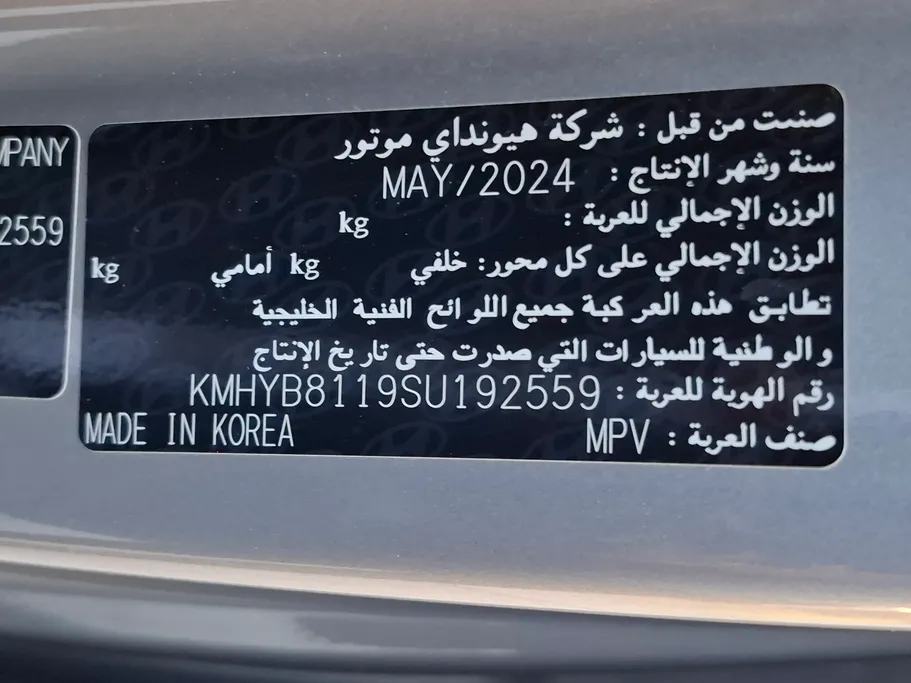 MPANY
2559
صنعت من قبل : شركة هيونداي موتور
سنة وشهر الإنتاج : MAY/2024
الوزن الإجمالي للعربة : kg
الوزن الإجمالي على كل محور: خلفي kg أمامي kg
تطابق هذه المركبة جميع اللوائح الفنية الخليجية
والوطنية للسيارات التي صدرت حتى تاريخ الإنتاج
رقم الهوية للعربة : KMHYB8119SU192559
صنف العربة : MPV MADE IN KOREA